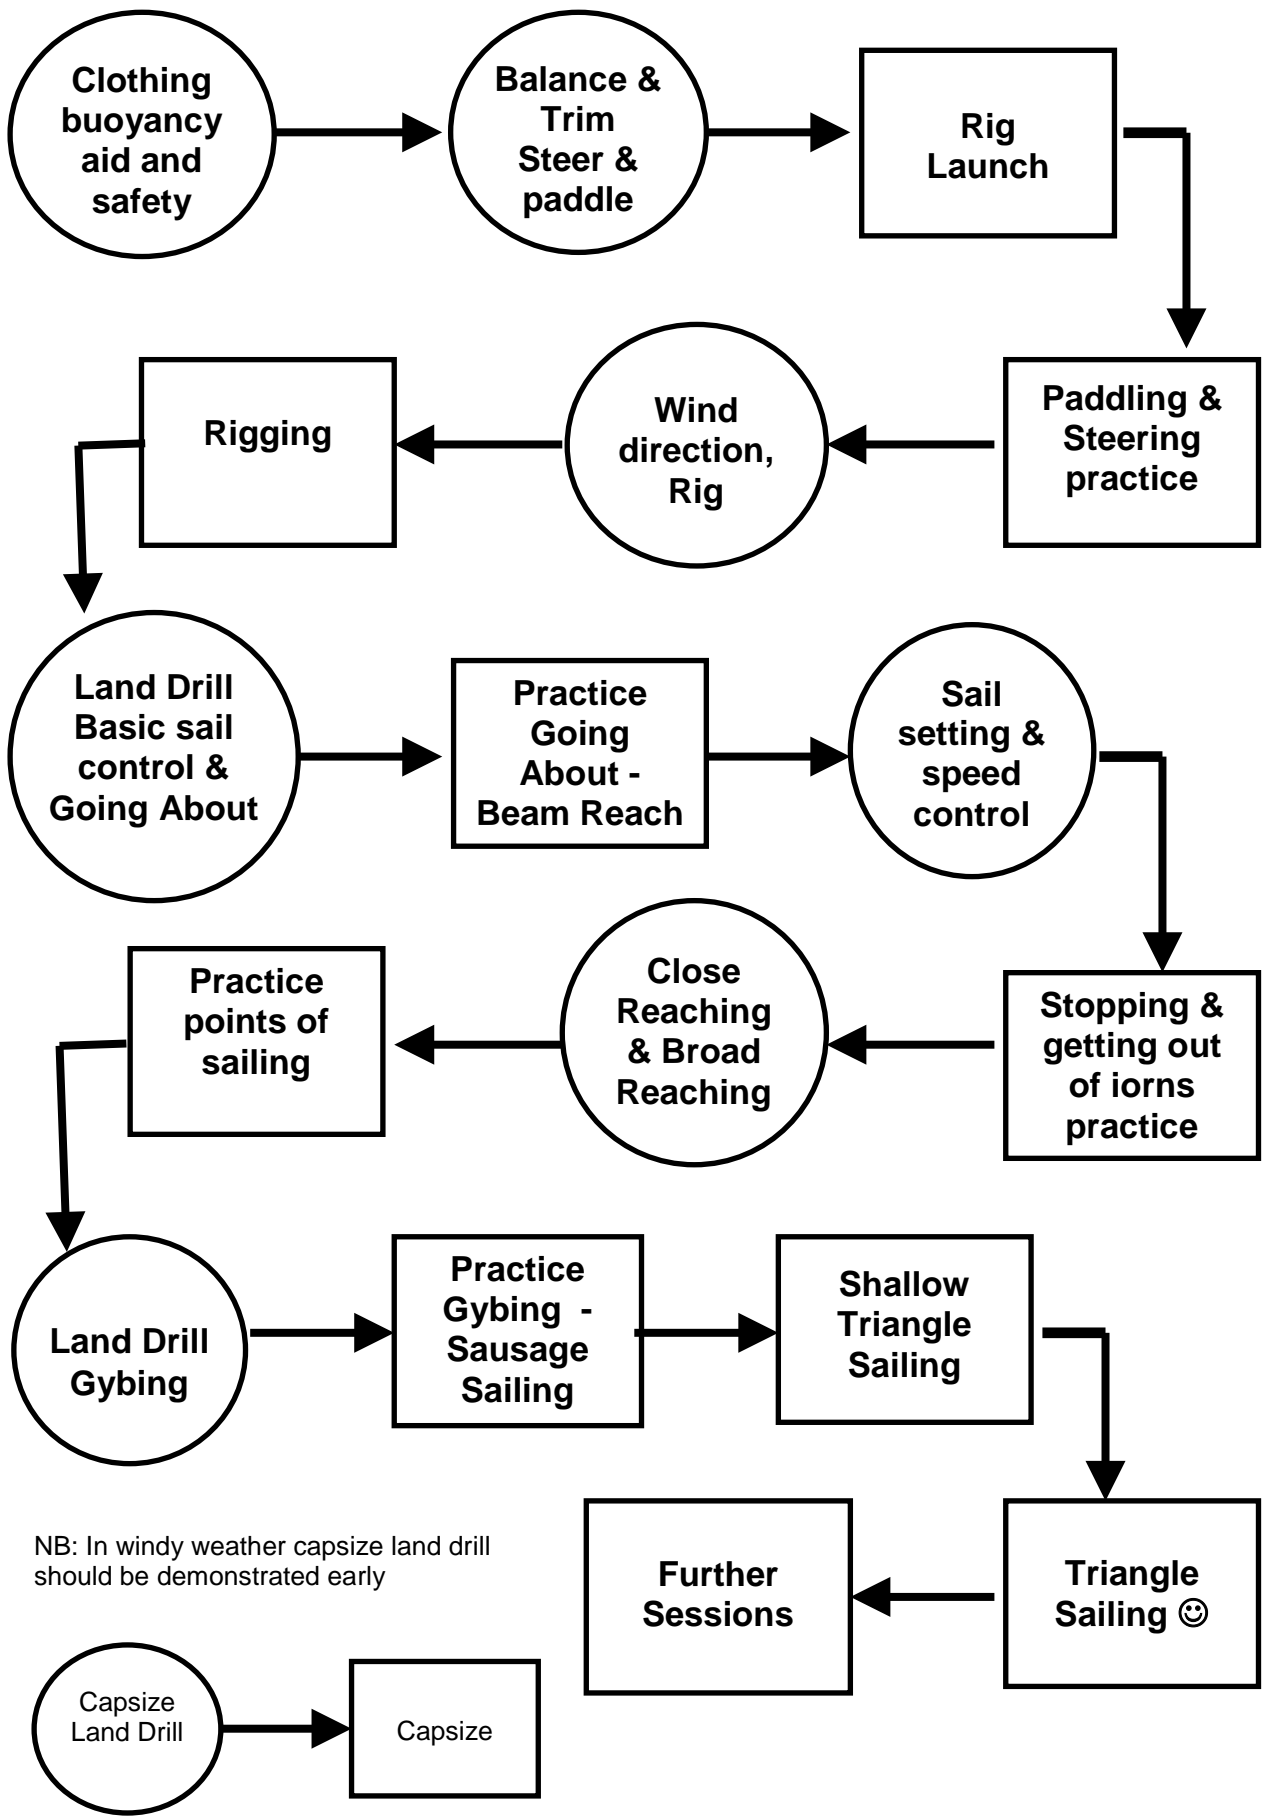 Clothing
buoyancy
aid and
safety
Balance &
Trim
Steer &
paddle
Rig
Launch
Paddling &
Steering
practice
Wind
direction,
Rig
Rigging
Land Drill
Basic sail
control &
Going About
Practice
Going
About -
Beam Reach
Sail
setting &
speed
control
Stopping &
getting out
of iorns
practice
Close
Reaching
& Broad
Reaching
Practice
points of
sailing
Land Drill
Gybing
Practice
Gybing -
Sausage
Sailing
Shallow
Triangle
Sailing
Triangle
Sailing ☺
Further
Sessions
NB: In windy weather capsize land drill
should be demonstrated early
Capsize
Land Drill
Capsize